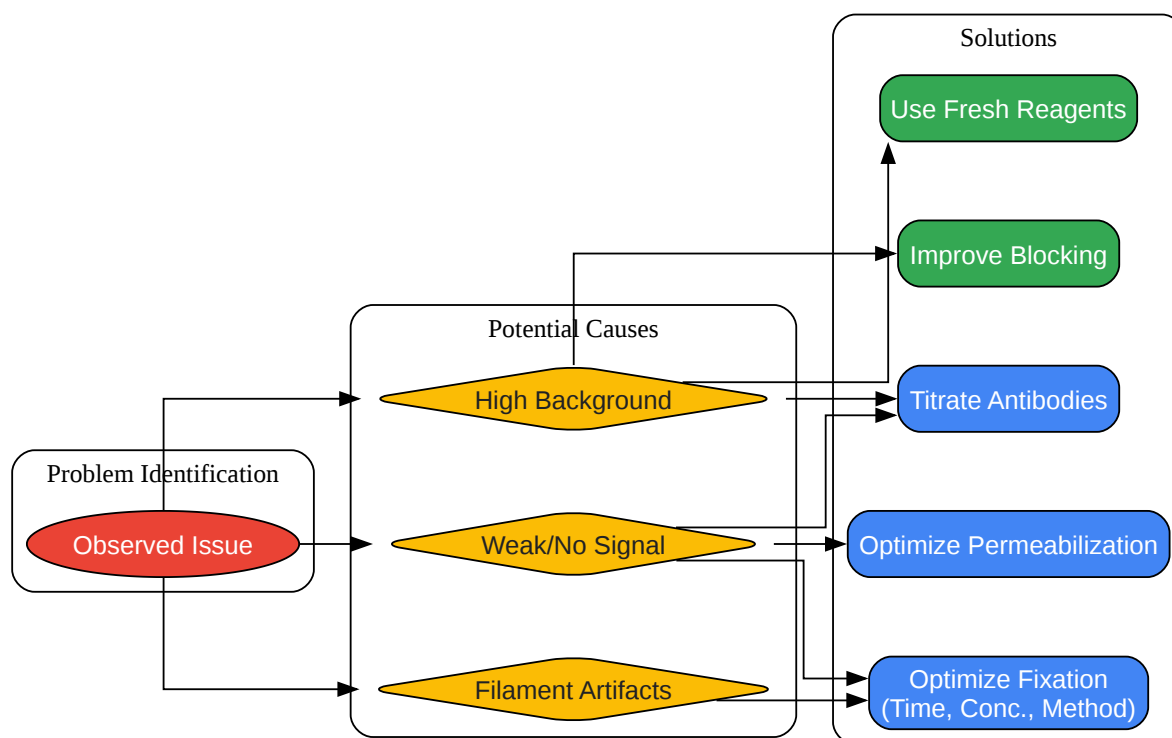 Solutions
Use Fresh Reagents
Improve Blocking
Potential Causes
High Background
Titrate Antibodies
Problem Identification
Observed Issue
Weak/No Signal
Optimize Permeabilization
Filament Artifacts
Optimize Fixation
(Time, Conc., Method)